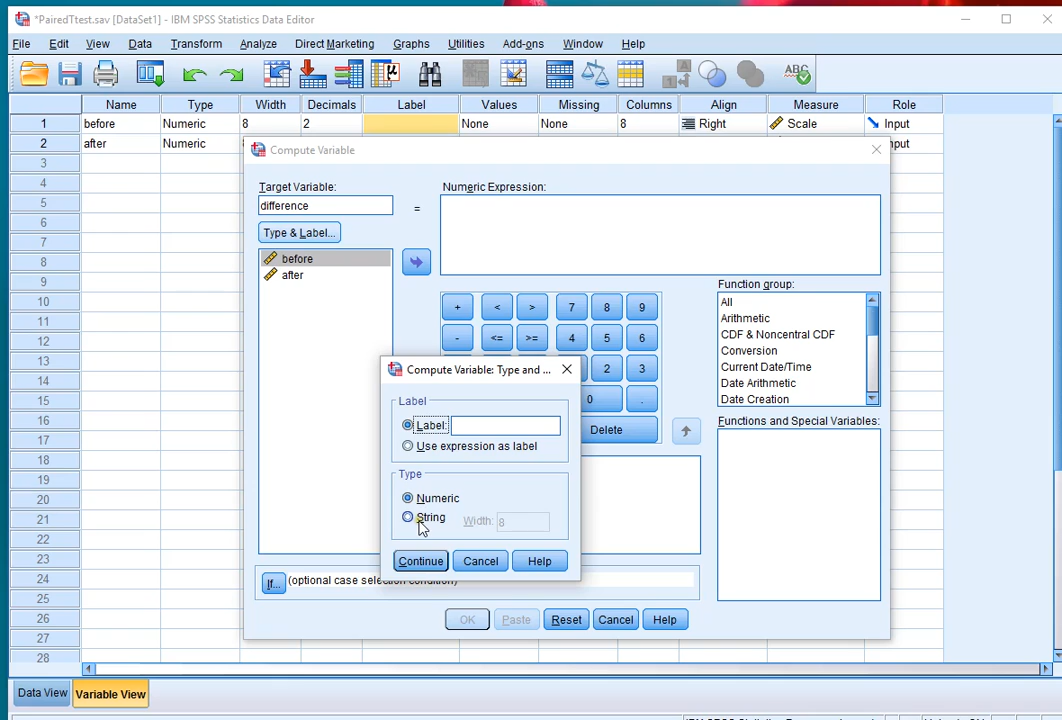 *PairedTtest.sav [DataSet1] - IBM SPSS Statistics Data Editor
File Edit View Data Transform Analyze Direct Marketing Graphs Utilities Add-ons Window Help
Name Type Width Decimals Label Values Missing Columns Align Measure Role
1 before Numeric 8 2 None None 8 Right Scale Input
2 after Numeric
3
4
5
6
7
8
9
10
11
12
13
14
15
16
17
18
19
20
21
22
23
24
25
26
27
28
Compute Variable
Target Variable:
difference
=
Numeric Expression:
Type & Label...
before
after
+ < > 7 8 9
- <= >= 4 5 6
2 3
0 .
Delete
Function group:
All
Arithmetic
CDF & Noncentral CDF
Conversion
Current Date/Time
Date Arithmetic
Date Creation
Functions and Special Variables:
Compute Variable: Type and ...
Label
Label:
Use expression as label
Type
Numeric
String Width: 8
Continue Cancel Help
If... (optional case selection condition)
OK Paste Reset Cancel Help
Data View Variable View